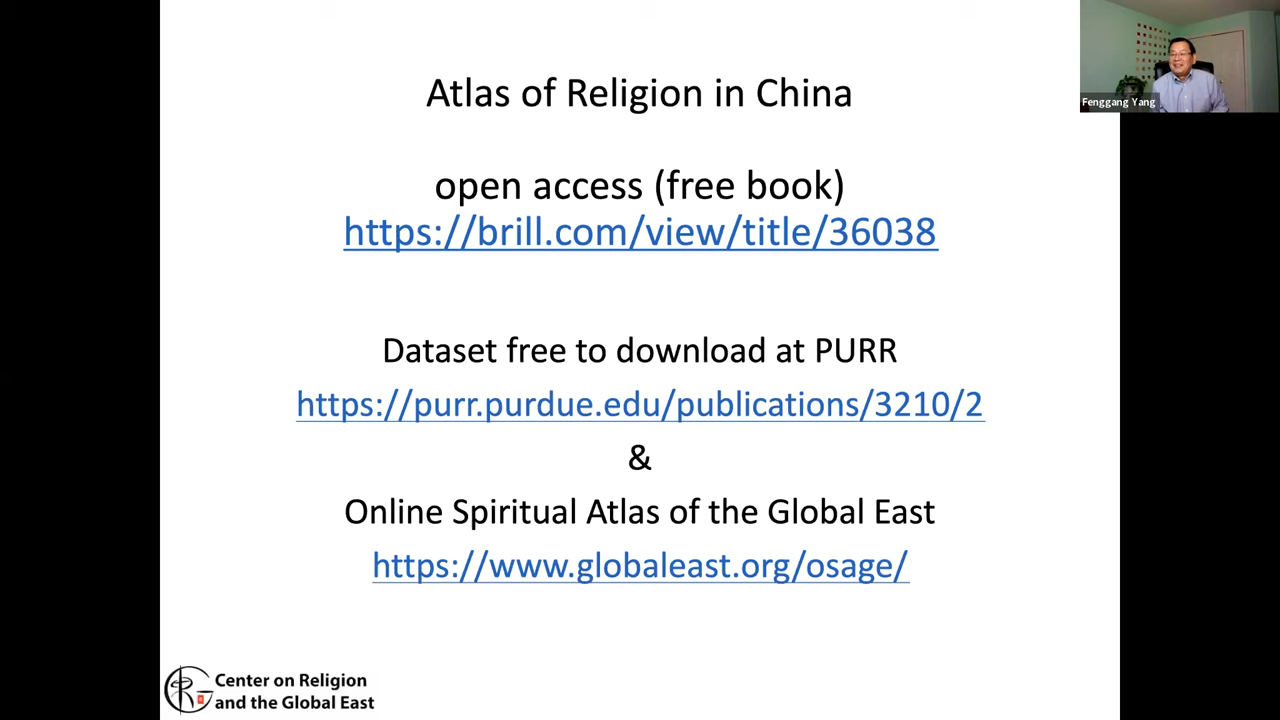 Atlas of Religion in China
open access (free book)
https://brill.com/view/title/36038
Dataset free to download at PURR
https://purr.purdue.edu/publications/3210/2
&
Online Spiritual Atlas of the Global East
https://www.globaleast.org/osage/
Center on Religion
and the Global East
Fenggang Yang